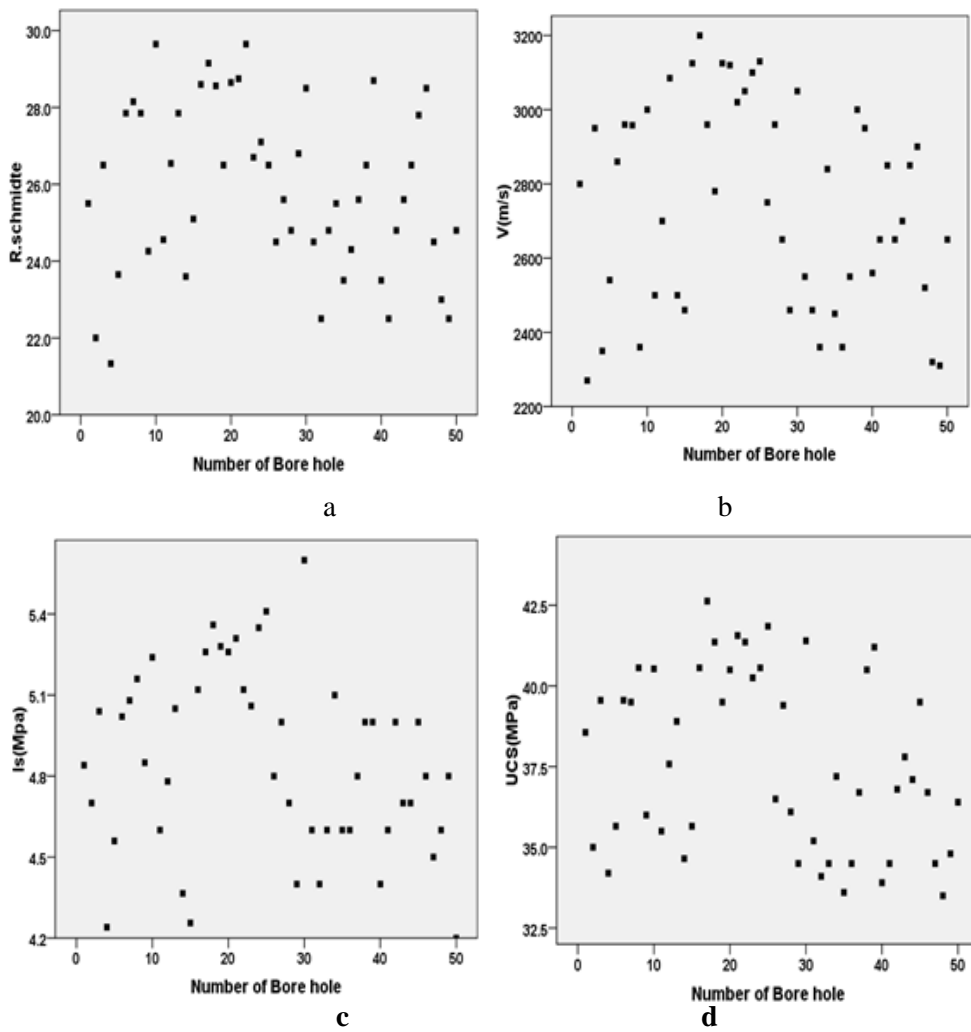 30.0
28.0
26.0
24.0
22.0
20.0
R.schmidte
0 10 20 30 40 50
Number of Bore hole
a
3200
3000
2800
2600
2400
2200
V(m/s)
0 10 20 30 40 50
Number of Bore hole
b
5.4
5.1
4.8
4.5
4.2
Is(Mpa)
0 10 20 30 40 50
Number of Bore hole
c
42.5
40.0
37.5
35.0
32.5
UCS(MPa)
0 10 20 30 40 50
Number of Bore hole
d